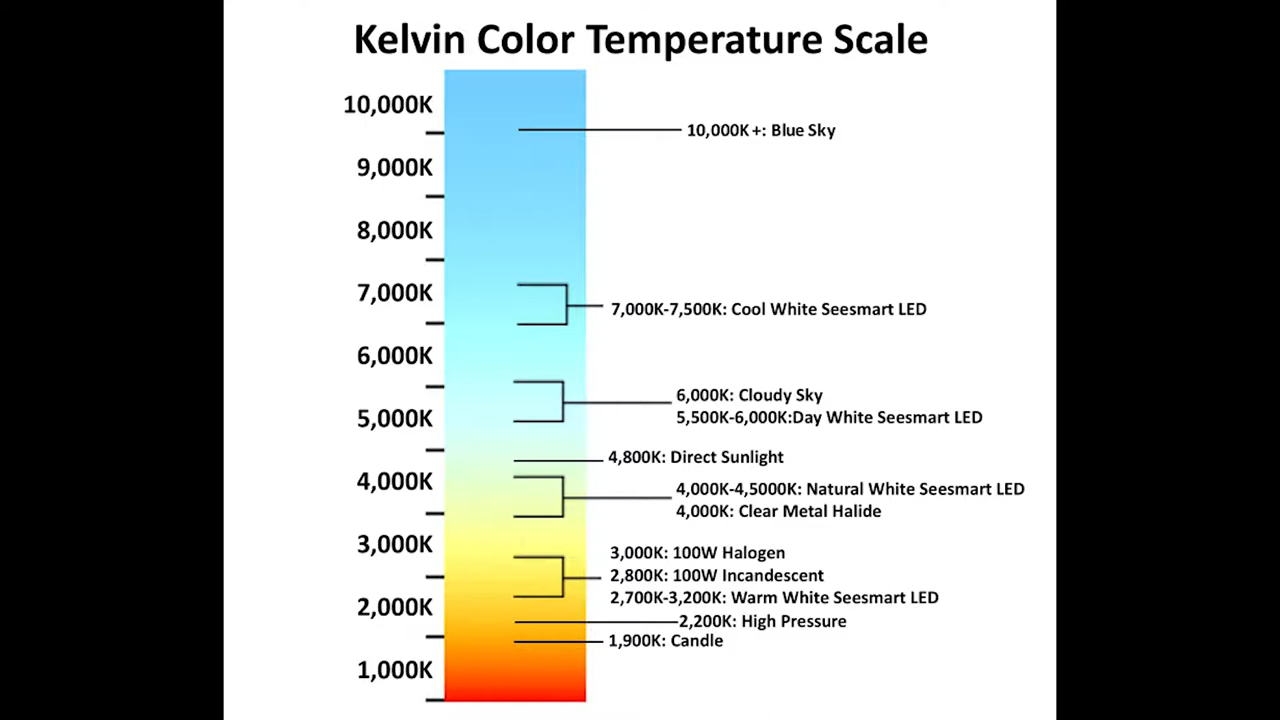 Kelvin Color Temperature Scale
10,000K
10,000K+: Blue Sky
9,000K
8,000K
7,000K
7,000K-7,500K: Cool White Seesmart LED
6,000K
6,000K: Cloudy Sky
5,500K-6,000K:Day White Seesmart LED
5,000K
4,800K: Direct Sunlight
4,000K
4,000K-4,5000K: Natural White Seesmart LED
4,000K: Clear Metal Halide
3,000K
3,000K: 100W Halogen
2,800K: 100W Incandescent
2,700K-3,200K: Warm White Seesmart LED
2,000K
2,200K: High Pressure
1,900K: Candle
1,000K